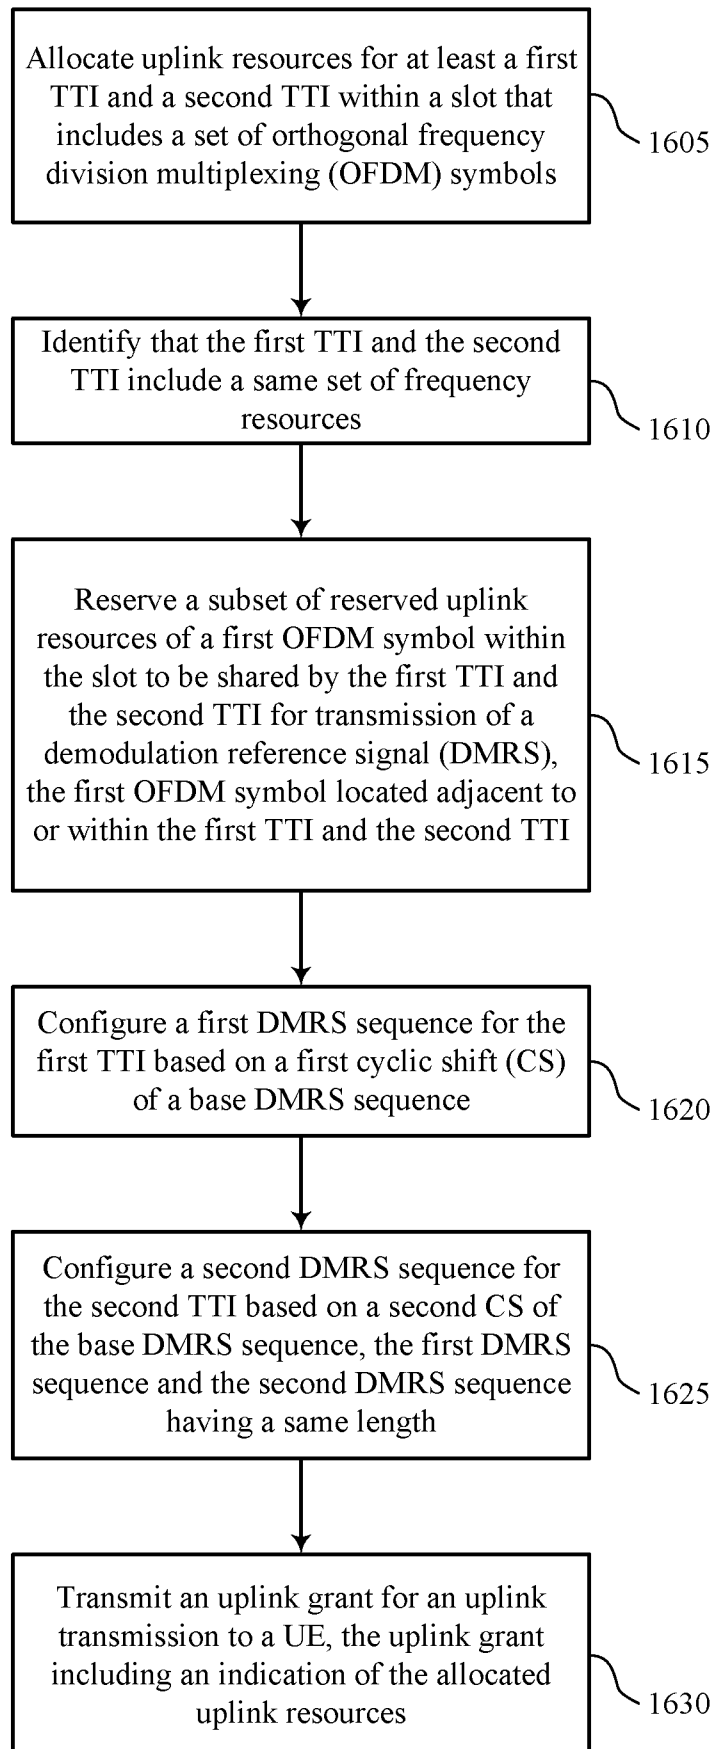 Allocate uplink resources for at least a first
TTI and a second TTI within a slot that
includes a set of orthogonal frequency
division multiplexing (OFDM) symbols
1605
Identify that the first TTI and the second
TTI include a same set of frequency
resources
1610
Reserve a subset of reserved uplink
resources of a first OFDM symbol within
the slot to be shared by the first TTI and
the second TTI for transmission of a
demodulation reference signal (DMRS),
the first OFDM symbol located adjacent to
or within the first TTI and the second TTI
1615
Configure a first DMRS sequence for the
first TTI based on a first cyclic shift (CS)
of a base DMRS sequence
1620
Configure a second DMRS sequence for
the second TTI based on a second CS of
the base DMRS sequence, the first DMRS
sequence and the second DMRS sequence
having a same length
1625
Transmit an uplink grant for an uplink
transmission to a UE, the uplink grant
including an indication of the allocated
uplink resources
1630